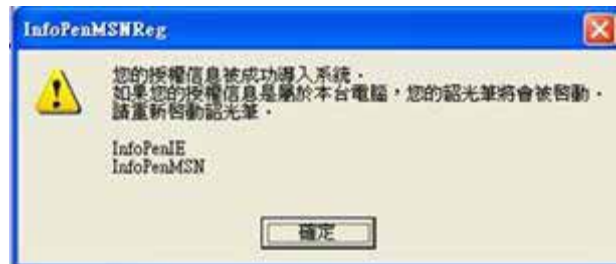 InfoPenMSNReg
您的授權信息被成功導入系統。
如果您的授權信息是屬於本台電腦，您的韶光筆將會被啓動。
請重新啓動韶光筆。
InfoPenIE
InfoPenMSN
確定